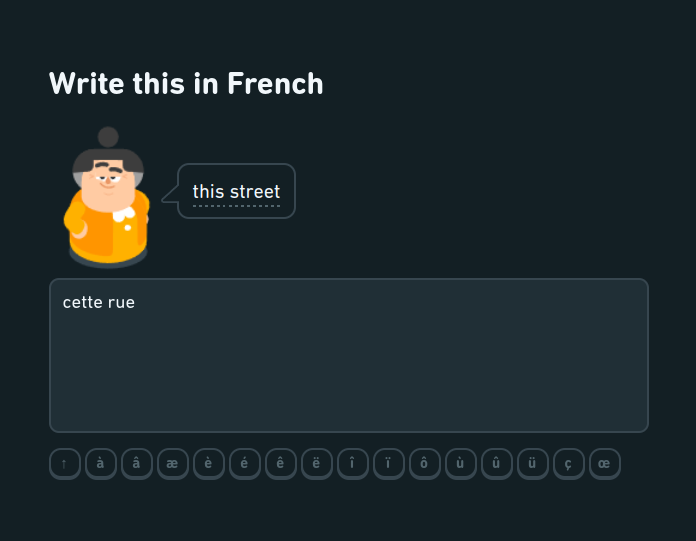 Write this in French
this street
cette rue
↑ à â æ è é ê ë î ï ô ù û ü ç œ